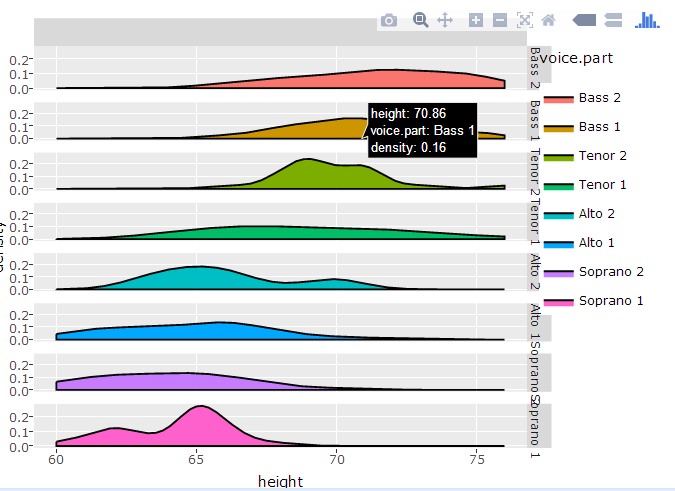 voice.part
Bass 2
Bass 1
Tenor 2
Tenor 1
Alto 2
Alto 1
Soprano 2
Soprano 1
height: 70.86
voice.part: Bass 1
density: 0.16
0.2
0.1
0.0
Bass 2
0.2
0.1
0.0
Bass 1
0.2
0.1
0.0
Tenor 2
0.2
0.1
0.0
Tenor 1
0.2
0.1
0.0
Alto 2
0.2
0.1
0.0
Alto 1
0.2
0.1
0.0
Soprano
0.2
0.1
0.0
Soprano 1
60 65 70 75
height